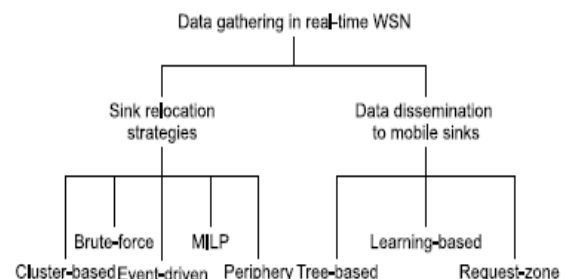 Data gathering in real-time WSN
Sink relocation
strategies
Data dissemination
to mobile sinks
Brute-force
MILP
Learning-based
Cluster-based
Event-driven
Periphery
Tree-based
Request-zone